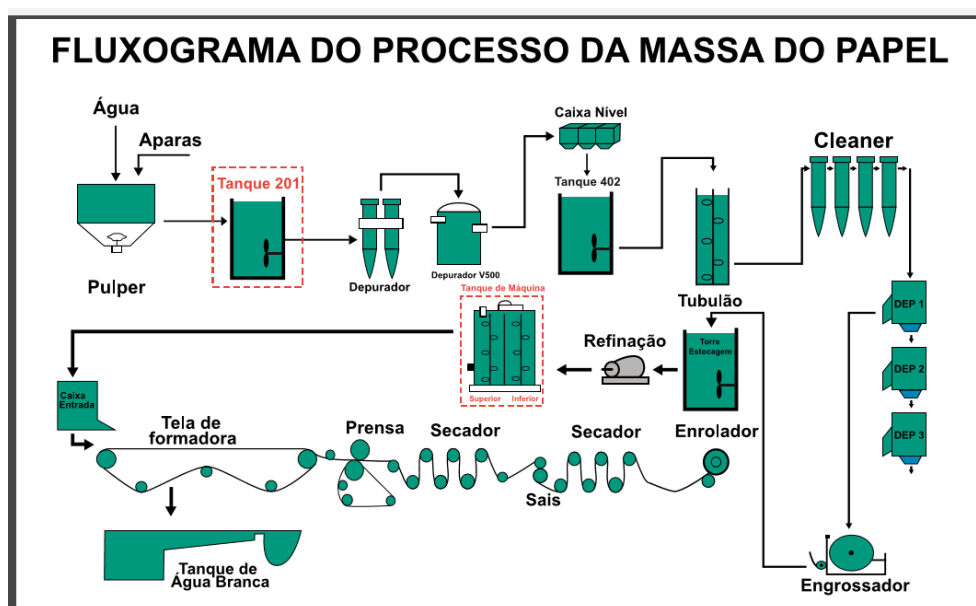 FLUXOGRAMA DO PROCESSO DA MASSA DO PAPEL
Água
Aparas
Pulper
Tanque 201
Depurador
Depurador V500
Caixa Nível
Tanque 402
Tubulão
Cleaner
DEP 1
DEP 2
DEP 3
Engrossador
Torre
Estocagem
Refinação
Tanque de Máquina
Superior Inferior
Caixa
Entrada
Tela de
formadora
Prensa
Secador
Sais
Secador
Enrolador
Tanque de
Água Branca